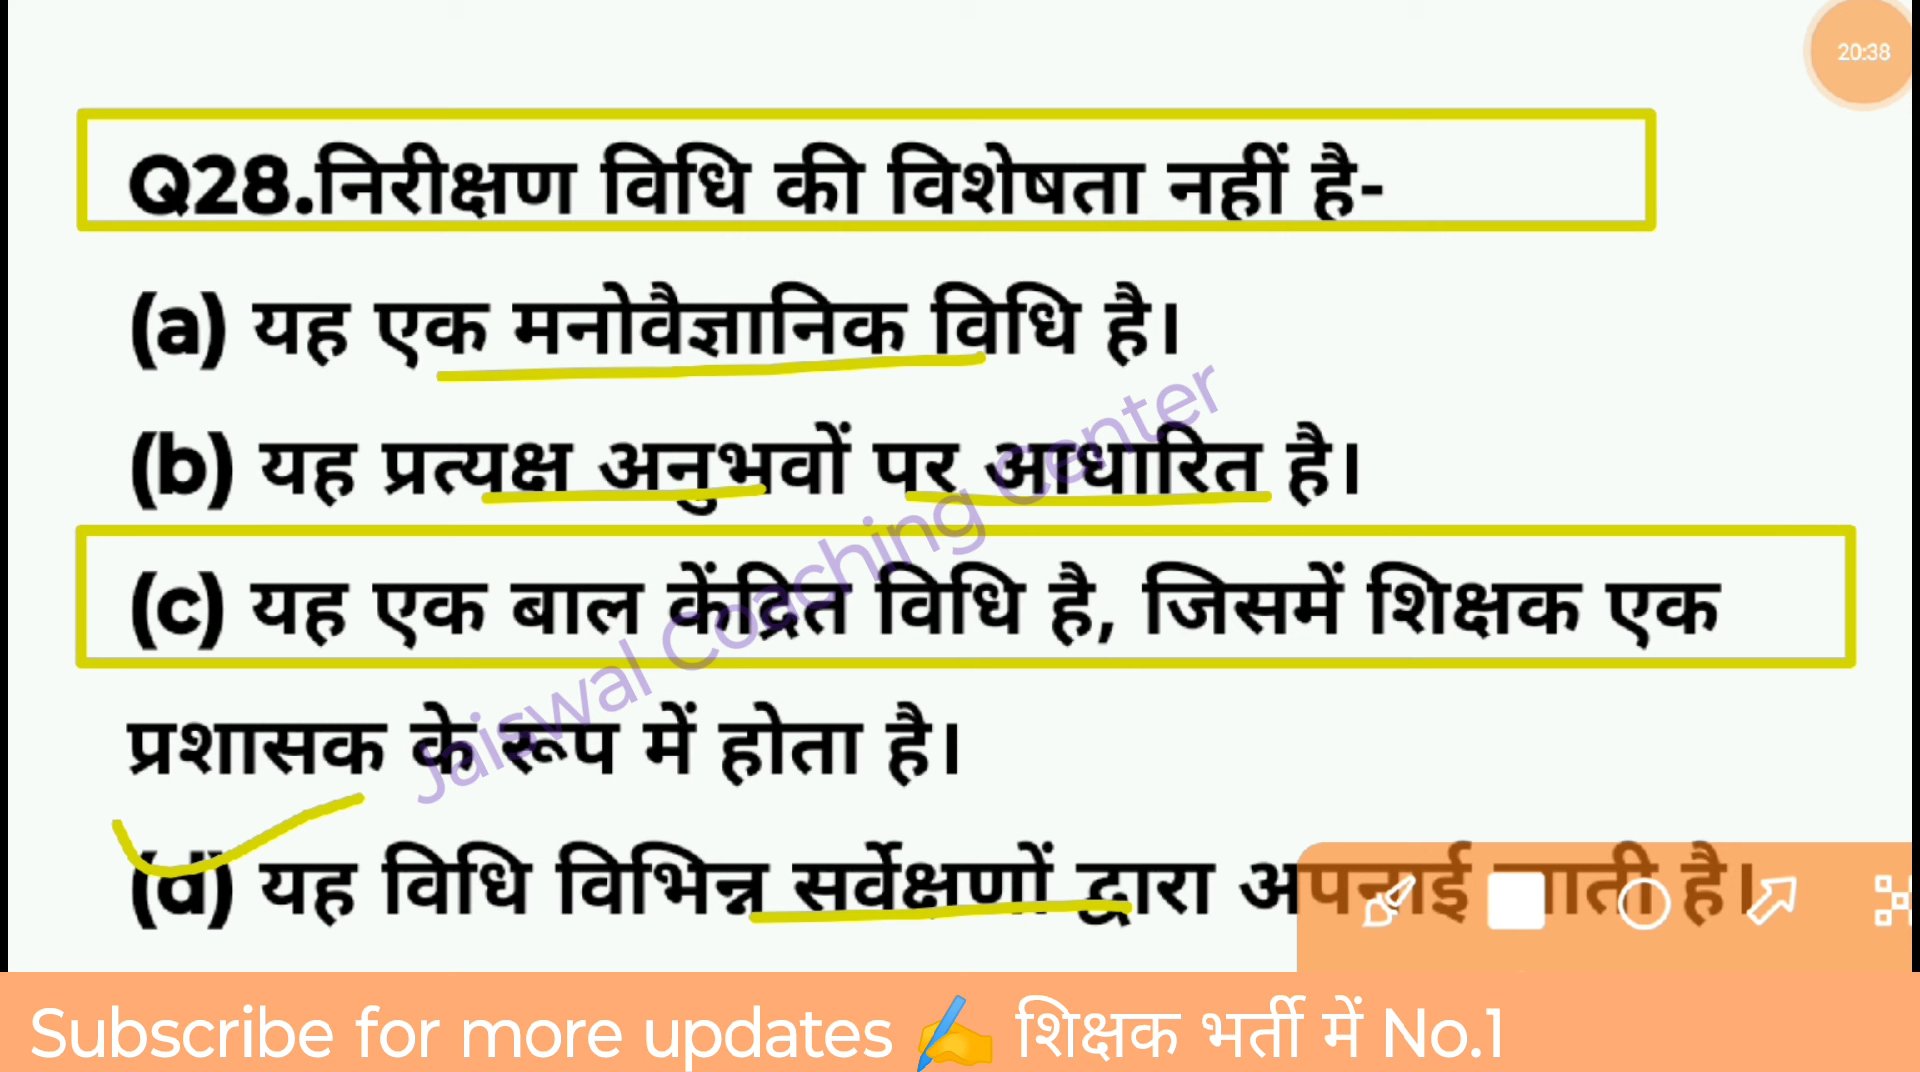 20:38
Q28.निरीक्षण विधि की विशेषता नहीं है-
(a) यह एक मनोवैज्ञानिक विधि है।
(b) यह प्रत्यक्ष अनुभवों पर आधारित है।
(c) यह एक बाल केंद्रित विधि है, जिसमें शिक्षक एक
प्रशासक के रूप में होता है।
(d) यह विधि विभिन्न सर्वेक्षणों द्वारा अपनाई जाती है।
Jaiswal Coaching Center
Subscribe for more updates ✍️ शिक्षक भर्ती में No.1